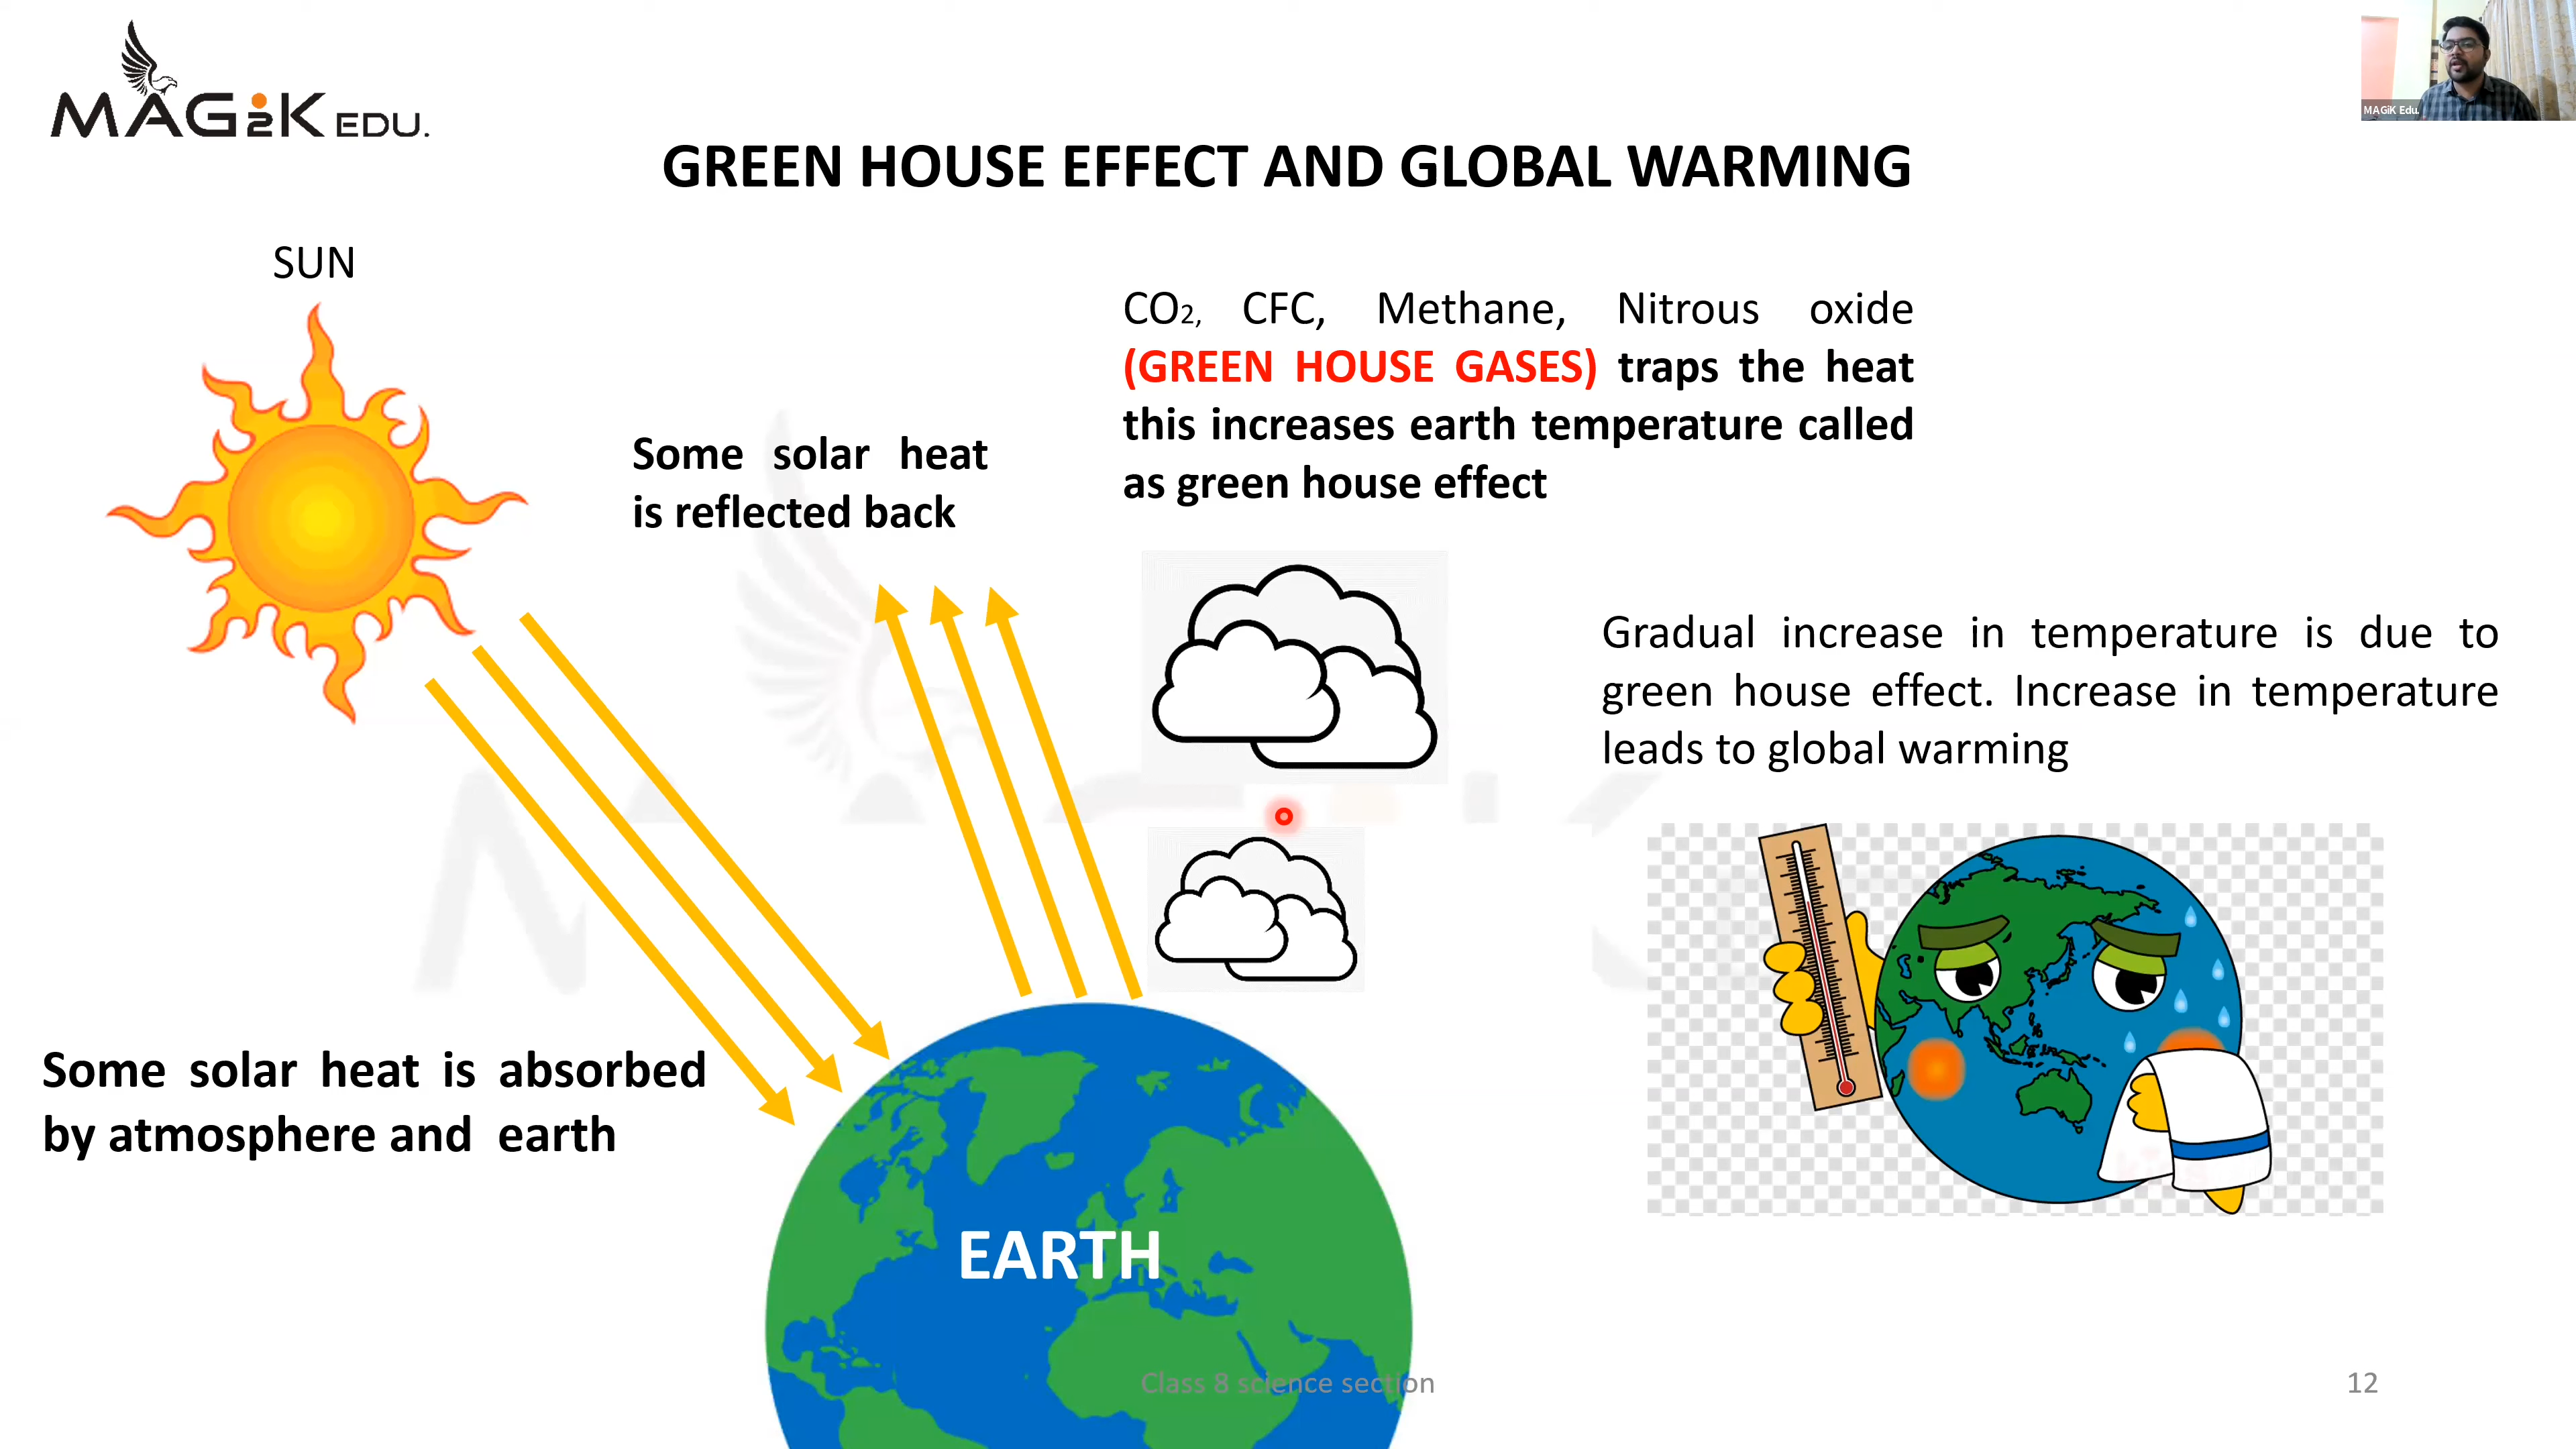 MAGiK EDU.
MAGiK Edu.
GREEN HOUSE EFFECT AND GLOBAL WARMING
SUN
CO2, CFC, Methane, Nitrous oxide
(GREEN HOUSE GASES) traps the heat
this increases earth temperature called
as green house effect
Some solar heat
is reflected back
Gradual increase in temperature is due to
green house effect. Increase in temperature
leads to global warming
Some solar heat is absorbed
by atmosphere and earth
EARTH
Class 8 science section
12